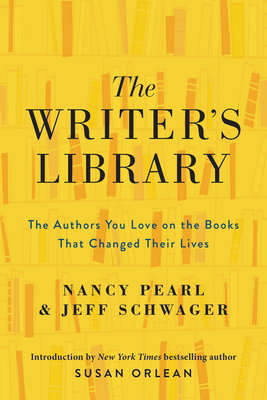 The
WRITER'S
LIBRARY
The Authors You Love on the Books
That Changed Their Lives
NANCY PEARL
& JEFF SCHWAGER
Introduction by New York Times bestselling author
SUSAN ORLEAN